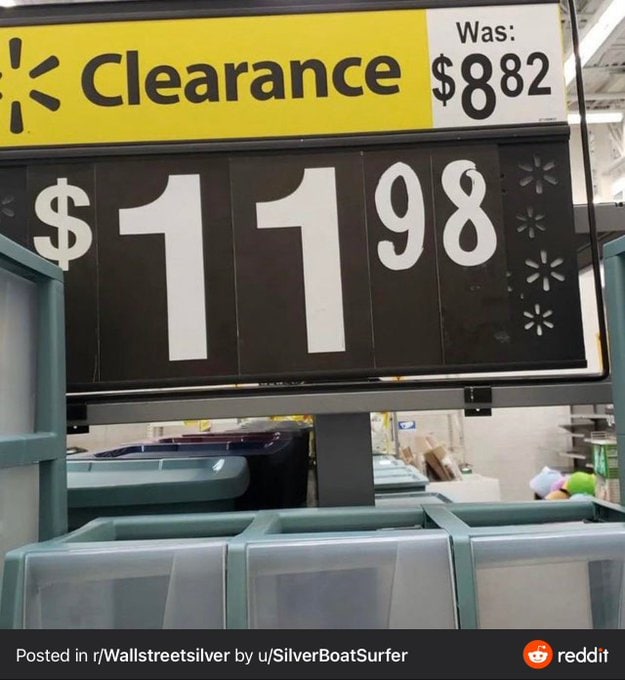 Was:
Clearance $882
$1198
Posted in r/Wallstreetsilver by u/SilverBoatSurfer reddit